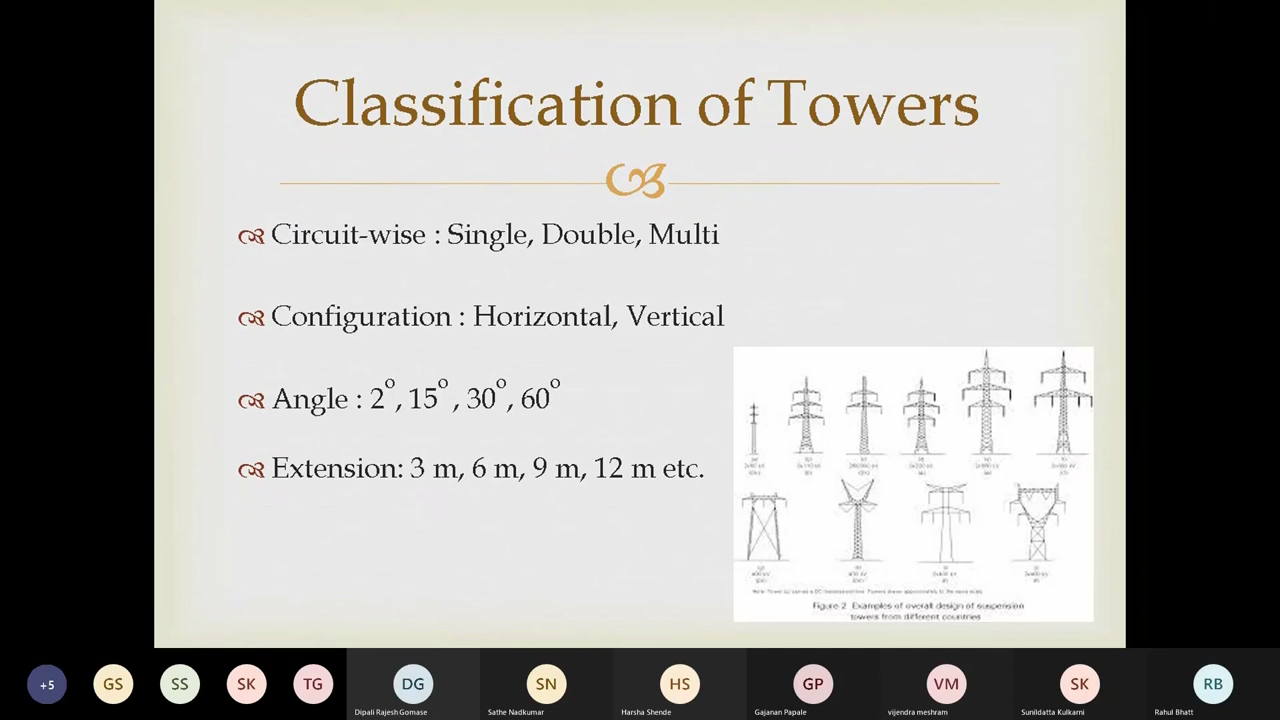 Classification of Towers
Circuit-wise : Single, Double, Multi
Configuration : Horizontal, Vertical
Angle : 2°, 15°, 30°, 60°
Extension: 3 m, 6 m, 9 m, 12 m etc.
Figure 2 Examples of overall design of suspension
towers from different countries
+5
GS
SS
SK
TG
DG
SN
HS
GP
VM
SK
RB
Dipali Rajesh Gomase
Sathe Nadkumar
Harsha Shende
Gajanan Papale
vijendra meshram
Sunildatta Kulkarni
Rahul Bhatt